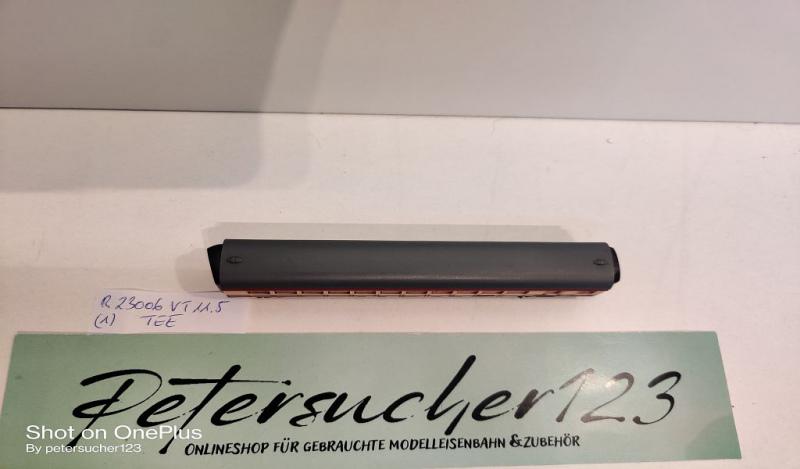 R 23006 VT 11.5
(1) TEE
Petersucher123
ONLINESHOP FÜR GEBRAUCHTE MODELLEISENBAHN & ZUBEHÖR
Shot on OnePlus
By petersucher123